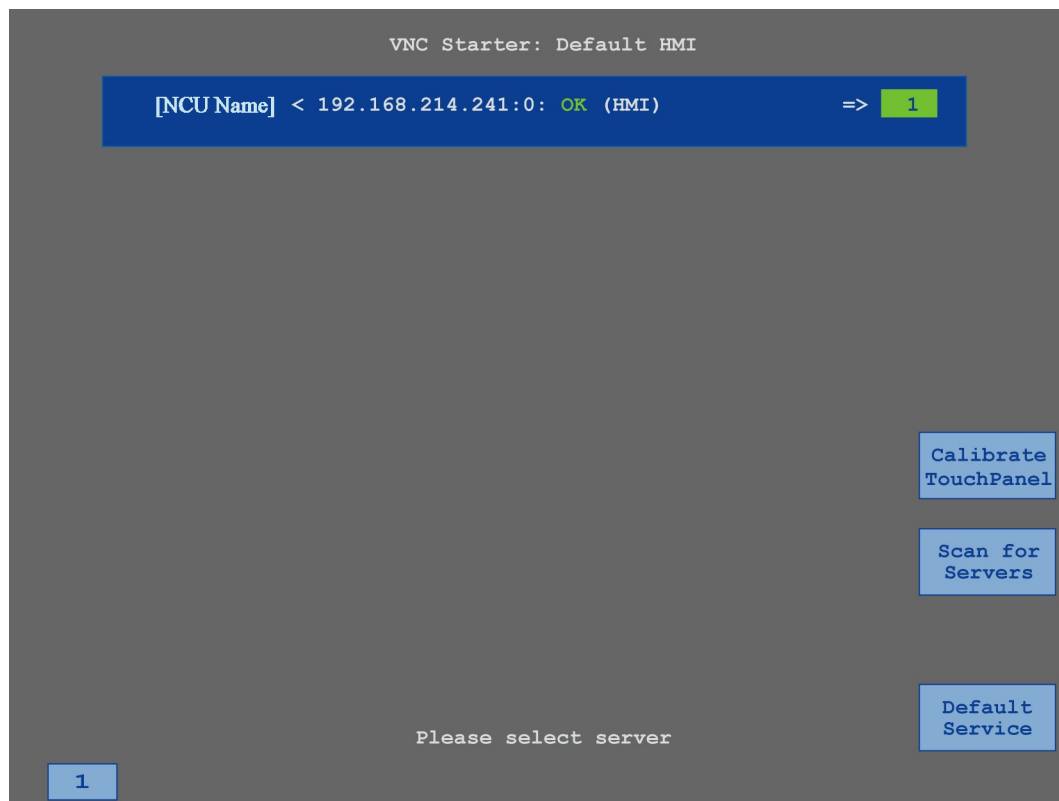 VNC Starter: Default HMI
[NCU Name] < 192.168.214.241:0: OK (HMI) => 1
Calibrate
TouchPanel
Scan for
Servers
Default
Service
Please select server
1